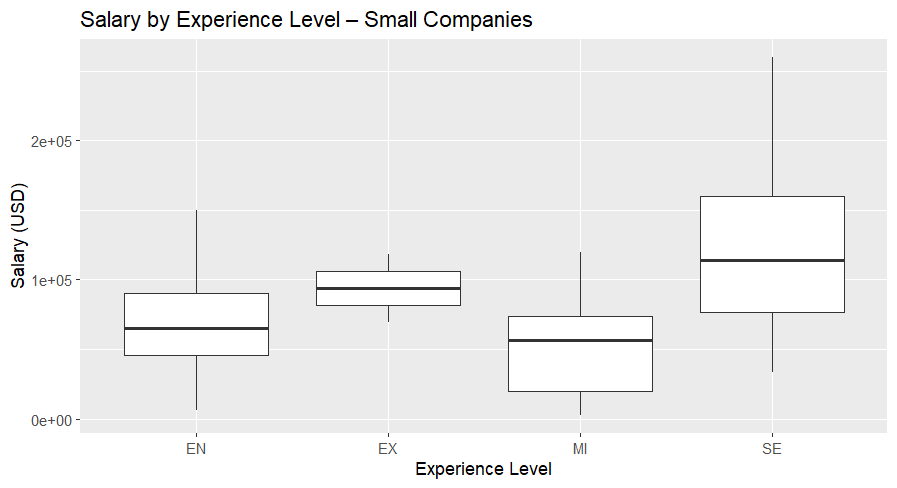 Salary by Experience Level – Small Companies
Salary (USD)
2e+05
1e+05
0e+00
EN EX MI SE
Experience Level